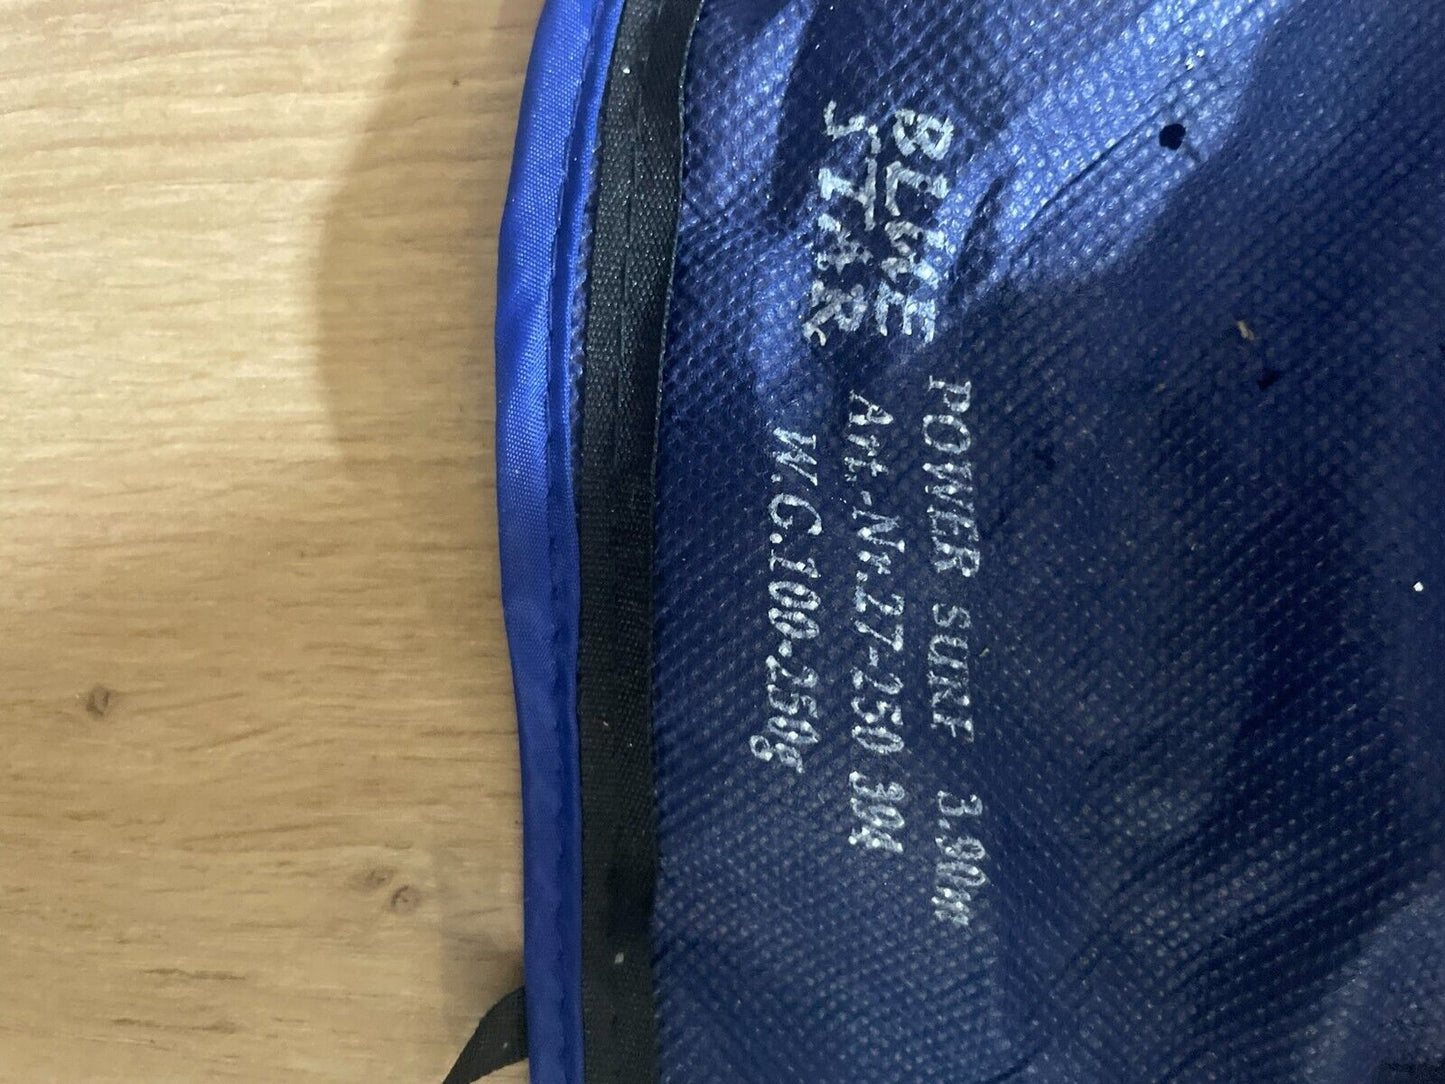 BLUE
STAR
POWER SURF 3.90m
Art.-Nr.27-250 394
W.G.100-250g